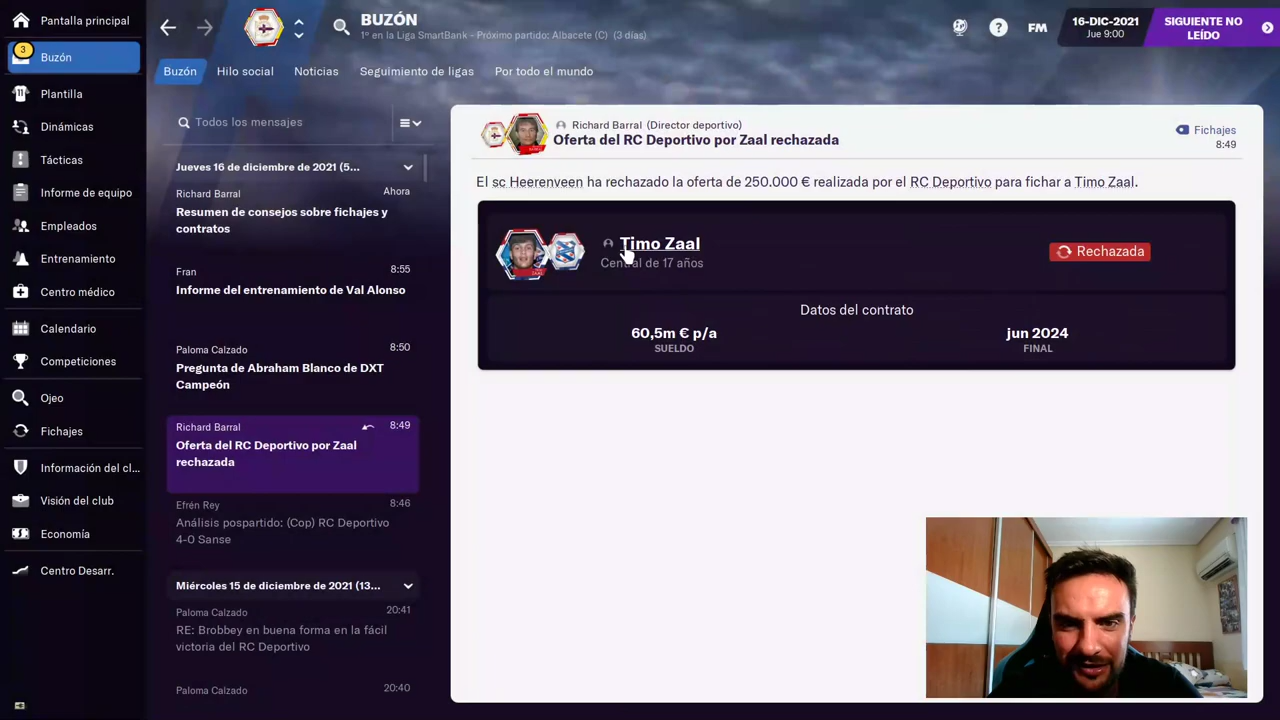 Pantalla principal
3
Buzón
Plantilla
Dinámicas
Tácticas
Informe de equipo
Empleados
Entrenamiento
Centro médico
Calendario
Competiciones
Ojeo
Fichajes
Información del cl...
Visión del club
Economía
Centro Desarr.
BUZÓN
1º en la Liga SmartBank - Próximo partido: Albacete (C) (3 días)
?
FM
16-DIC-2021
Jue 9:00
SIGUIENTE NO
LEÍDO
Buzón
Hilo social
Noticias
Seguimiento de ligas
Por todo el mundo
Todos los mensajes
Jueves 16 de diciembre de 2021 (5...
Richard Barral
Ahora
Resumen de consejos sobre fichajes y
contratos
Fran
8:55
Informe del entrenamiento de Val Alonso
Paloma Calzado
8:50
Pregunta de Abraham Blanco de DXT
Campeón
Richard Barral
8:49
Oferta del RC Deportivo por Zaal
rechazada
Efrén Rey
8:46
Análisis pospartido: (Cop) RC Deportivo
4-0 Sanse
Miércoles 15 de diciembre de 2021 (13...
Paloma Calzado
20:41
RE: Brobbey en buena forma en la fácil
victoria del RC Deportivo
Paloma Calzado
20:40
Richard Barral (Director deportivo)
Oferta del RC Deportivo por Zaal rechazada
Fichajes
8:49
El sc Heerenveen ha rechazado la oferta de 250.000 € realizada por el RC Deportivo para fichar a Timo Zaal.
Timo Zaal
Central de 17 años
Rechazada
Datos del contrato
60,5m € p/a
SUELDO
jun 2024
FINAL